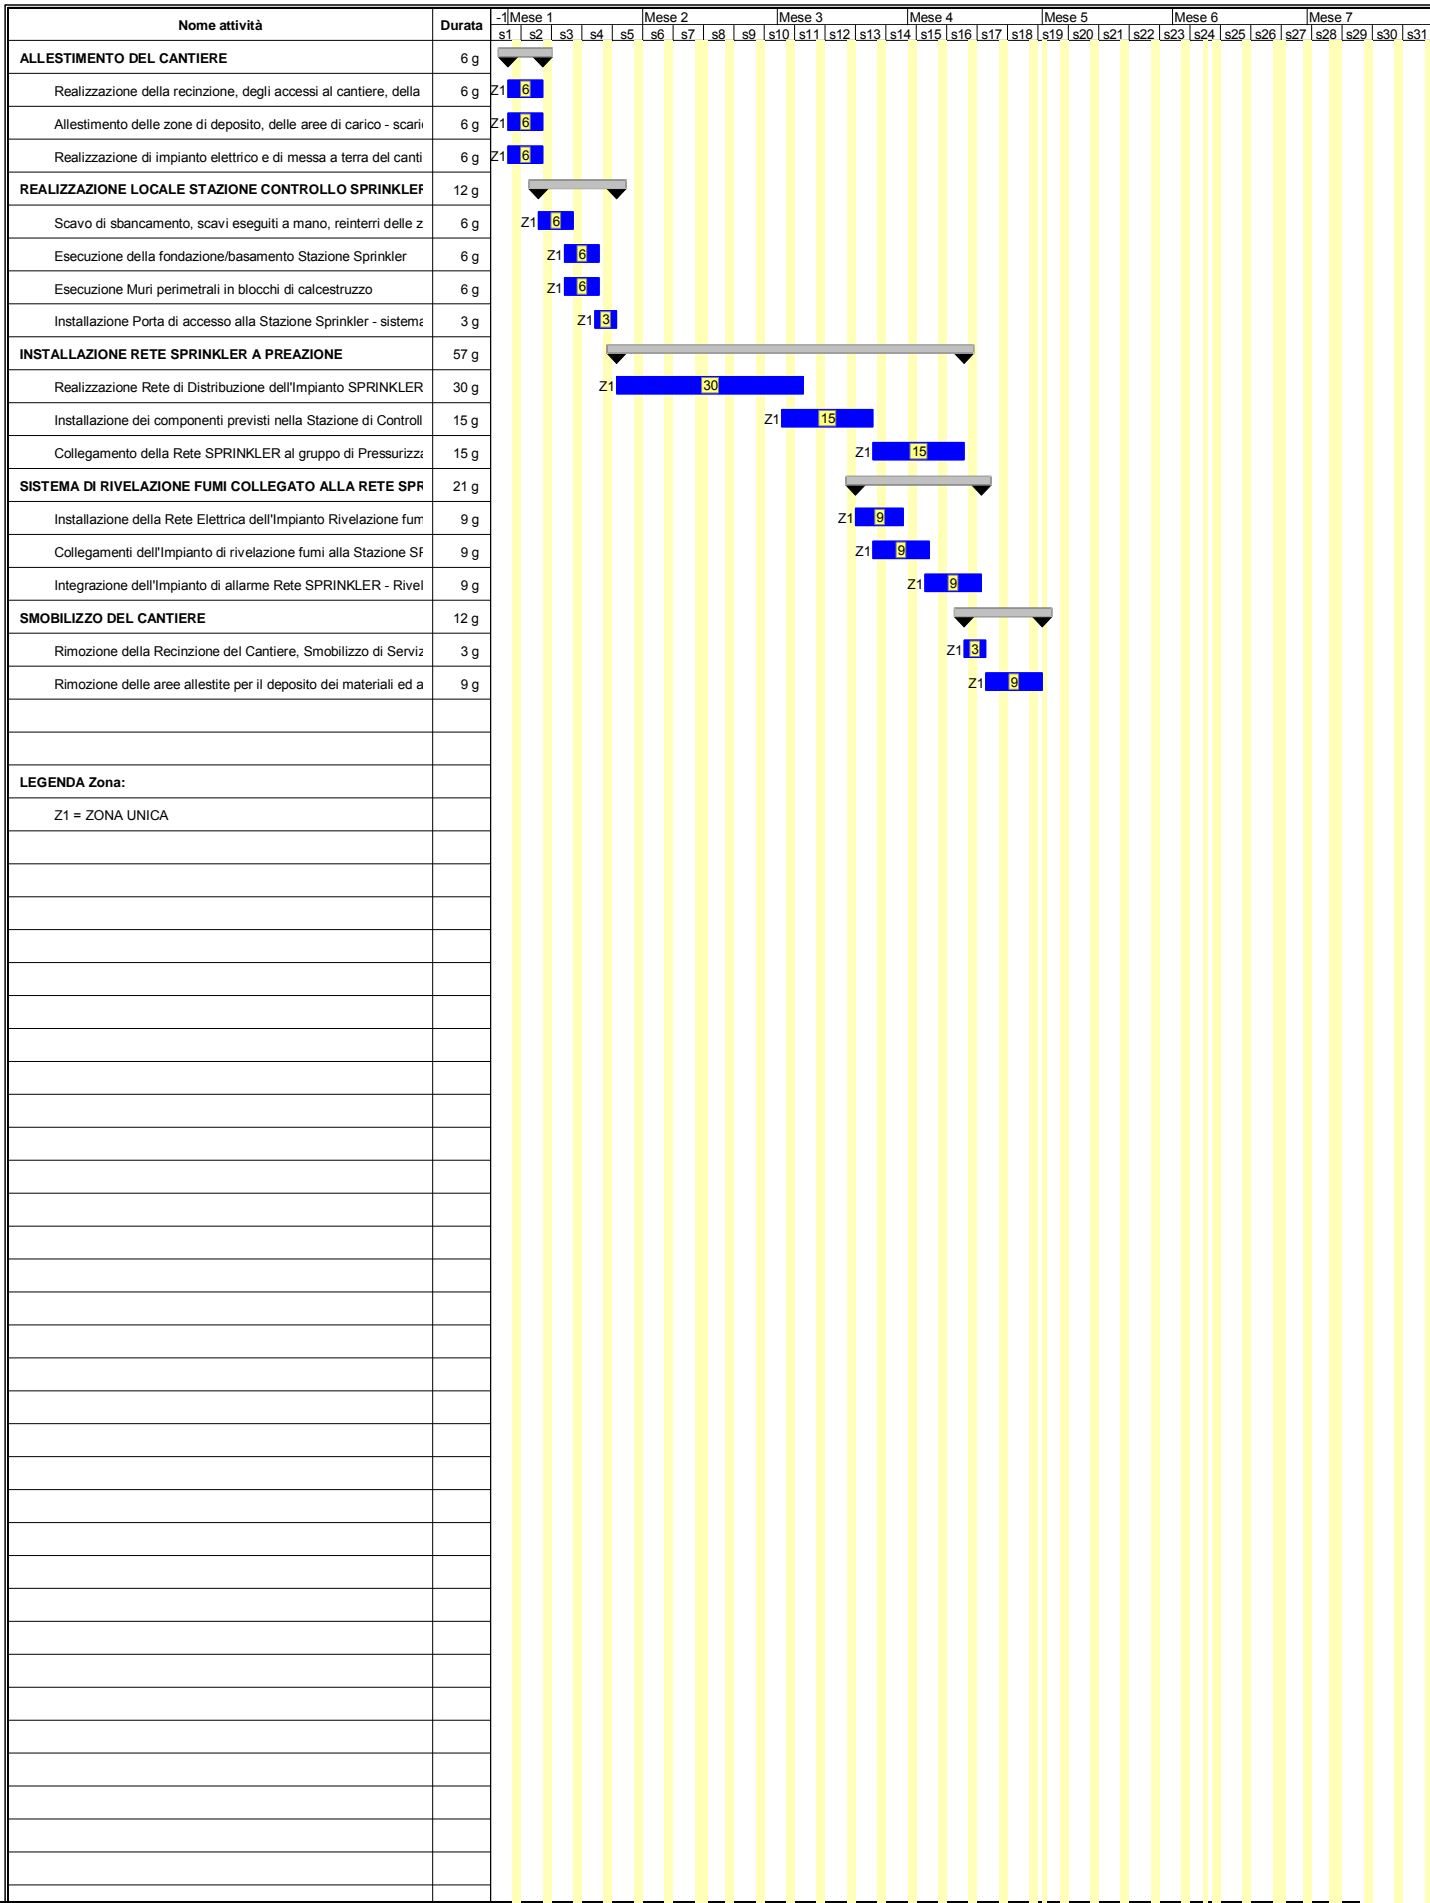 Nome attività Durata -1 Mese 1 Mese 2 Mese 3 Mese 4 Mese 5 Mese 6 Mese 7
s1 s2 s3 s4 s5 s6 s7 s8 s9 s10 s11 s12 s13 s14 s15 s16 s17 s18 s19 s20 s21 s22 s23 s24 s25 s26 s27 s28 s29 s30 s31
ALLESTIMENTO DEL CANTIERE 6 g
Realizzazione della recinzione, degli accessi al cantiere, della 6 g Z1 6
Allestimento delle zone di deposito, delle aree di carico - scari 6 g Z1 6
Realizzazione di impianto elettrico e di messa a terra del canti 6 g Z1 6
REALIZZAZIONE LOCALE STAZIONE CONTROLLO SPRINKLER 12 g
Scavo di sbancamento, scavi eseguiti a mano, reinterri delle z 6 g Z1 6
Esecuzione della fondazione/basamento Stazione Sprinkler 6 g Z1 6
Esecuzione Muri perimetrali in blocchi di calcestruzzo 6 g Z1 6
Installazione Porta di accesso alla Stazione Sprinkler - sistema 3 g Z1 3
INSTALLAZIONE RETE SPRINKLER A PREAZIONE 57 g
Realizzazione Rete di Distribuzione dell'Impianto SPRINKLER 30 g Z1 30
Installazione dei componenti previsti nella Stazione di Controll 15 g Z1 15
Collegamento della Rete SPRINKLER al gruppo di Pressurizza 15 g Z1 15
SISTEMA DI RIVELAZIONE FUMI COLLEGATO ALLA RETE SPR 21 g
Installazione della Rete Elettrica dell'Impianto Rivelazione fum 9 g Z1 9
Collegamenti dell'Impianto di rivelazione fumi alla Stazione SP 9 g Z1 9
Integrazione dell'Impianto di allarme Rete SPRINKLER - Rivel 9 g Z1 9
SMOBILIZZO DEL CANTIERE 12 g
Rimozione della Recinzione del Cantiere, Smobilizzo di Serviz 3 g Z1 3
Rimozione delle aree allestite per il deposito dei materiali ed a 9 g Z1 9
LEGENDA Zona:
Z1 = ZONA UNICA